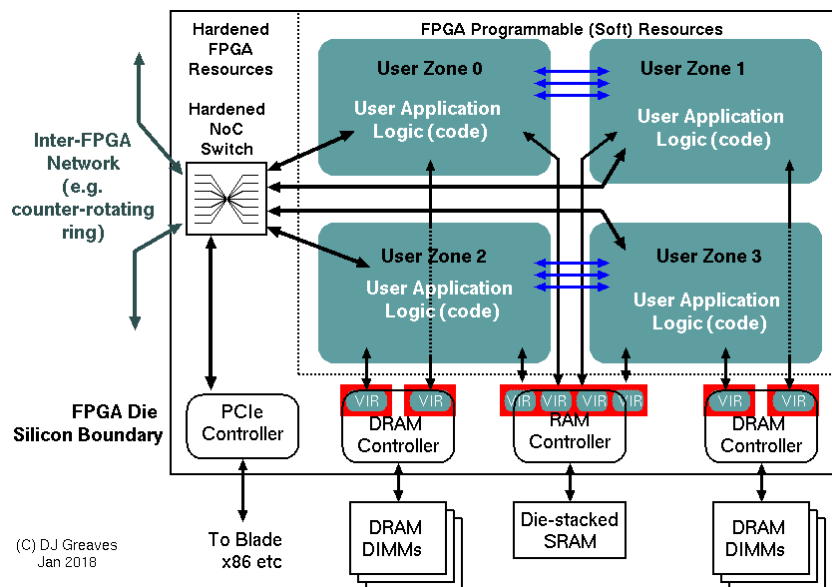 Hardened
FPGA
Resources
FPGA Programmable (Soft) Resources
Hardened
NoC
Switch
User Zone 0
User Application
Logic (code)
User Zone 1
User Application
Logic (code)
Inter-FPGA
Network
(e.g.
counter-rotating
ring)
User Zone 2
User Application
Logic (code)
User Zone 3
User Application
Logic (code)
FPGA Die
Silicon Boundary
PCIe
Controller
VIR
VIR
DRAM
Controller
VIR
VIR
VIR
VIR
RAM
Controller
VIR
VIR
DRAM
Controller
To Blade
x86 etc
DRAM
DIMMs
Die-stacked
SRAM
DRAM
DIMMs
(C) DJ Greaves
Jan 2018